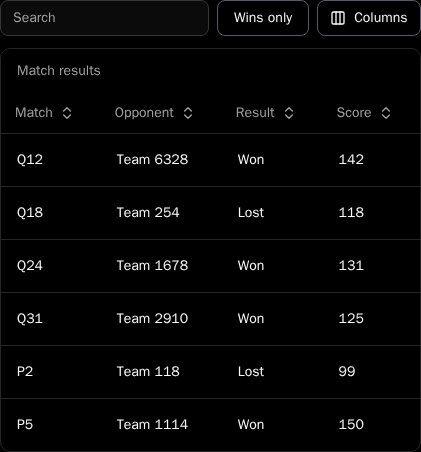 Search Wins only Columns
Match results
Match Opponent Result Score
Q12 Team 6328 Won 142
Q18 Team 254 Lost 118
Q24 Team 1678 Won 131
Q31 Team 2910 Won 125
P2 Team 118 Lost 99
P5 Team 1114 Won 150